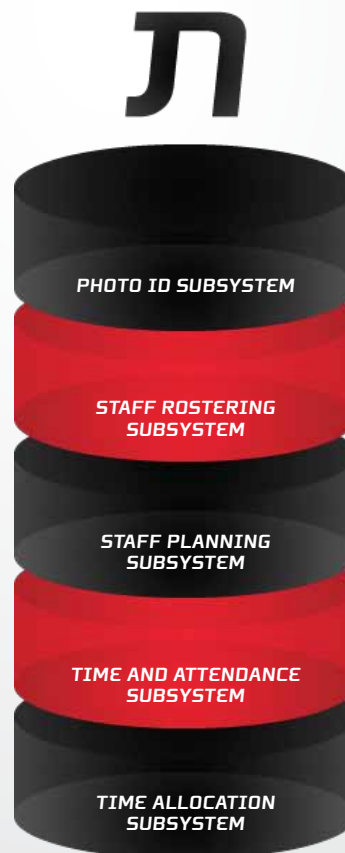 PHOTO ID SUBSYSTEM
STAFF ROSTERING
SUBSYSTEM
STAFF PLANNING
SUBSYSTEM
TIME AND ATTENDANCE
SUBSYSTEM
TIME ALLOCATION
SUBSYSTEM